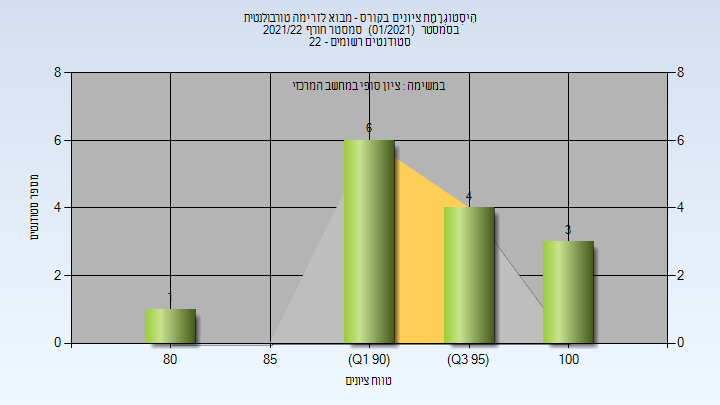 היסטוגרמת ציונים בקורס - מבוא לזרימה טורבולנטית
בסמסטר (01/2021) סמסטר חורף 2021/22
סטודנטים רשומים - 22
במשימה : ציון סופי במחשב המרכזי
8 8
6 6
4 4
2 2
0 0
1
6
4
3
מספר סטודנטים
80 85 (Q1 90) (Q3 95) 100
טווח ציונים